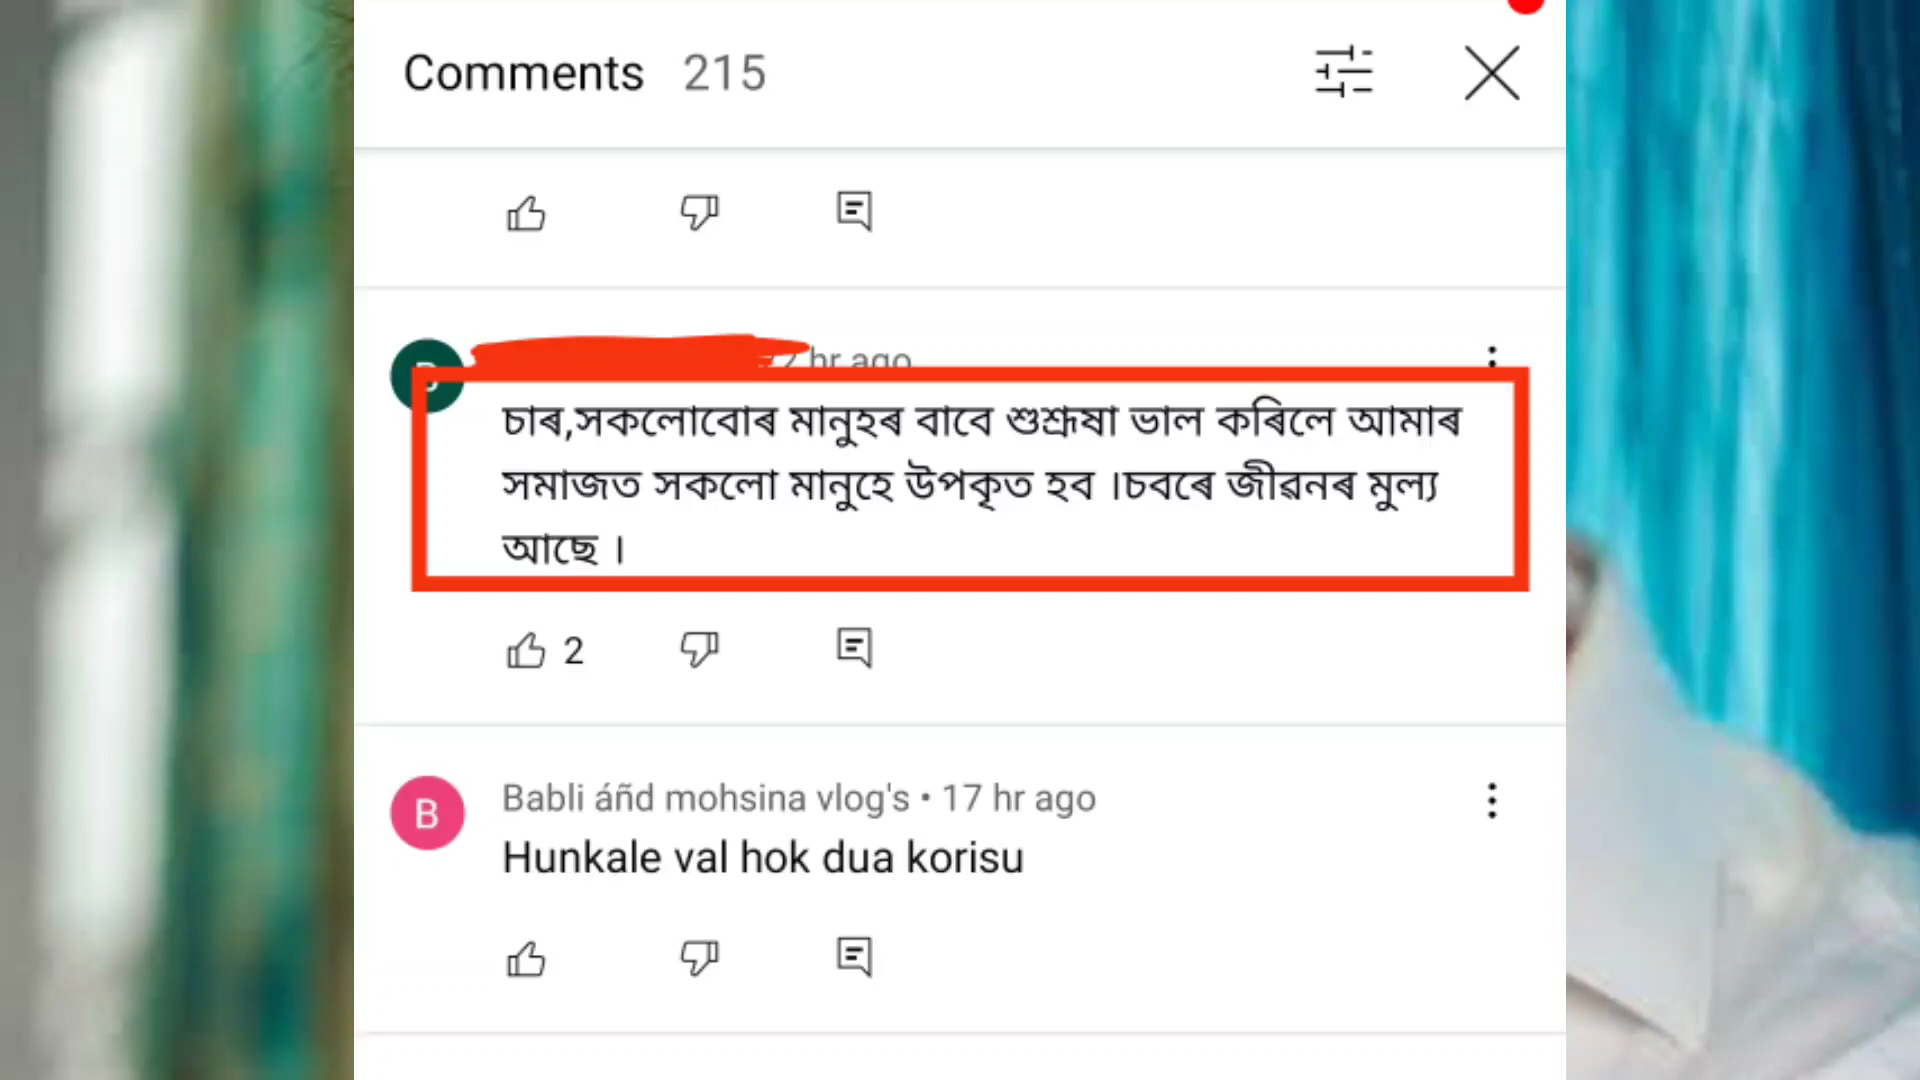 Comments 215
hr ago
চাৰ,সকলোবোৰ মানুহৰ বাবে শুশ্ৰূষা ভাল কৰিলে আমাৰ
সমাজত সকলো মানুহে উপকৃত হব ।চবৰে জীৱনৰ মুল্য
আছে ।
2
B
Babli áñd mohsina vlog's • 17 hr ago
Hunkale val hok dua korisu